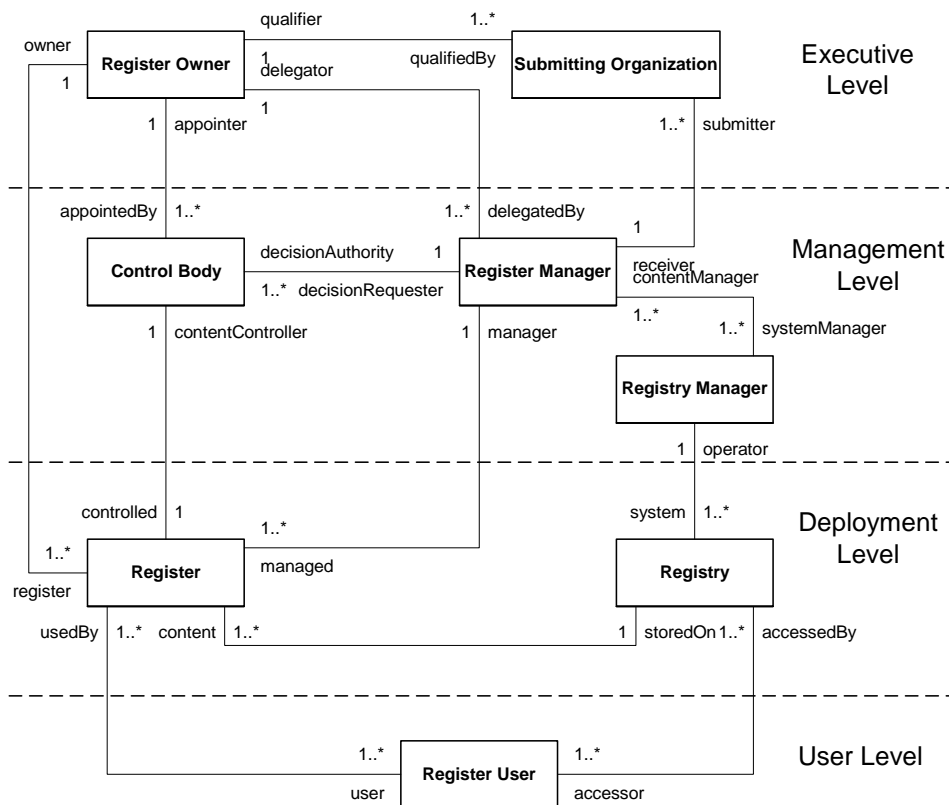 qualifier
1..*
owner
1
Register Owner
1
delegator
1
qualifiedBy
Submitting Organization
Executive
Level
1
appointer
1..*
submitter
appointedBy
1..*
1..*
delegatedBy
1
Control Body
decisionAuthority
1
Register Manager
receiver
contentManager
Management
Level
1..*
decisionRequester
1..*
1..*
systemManager
1
contentController
1
manager
Registry Manager
1
operator
controlled
1
system
1..*
Deployment
Level
1..*
register
Register
1..*
managed
Registry
usedBy
1..*
content
1..*
1
storedOn
1..*
accessedBy
1..*
user
Register User
1..*
accessor
User Level